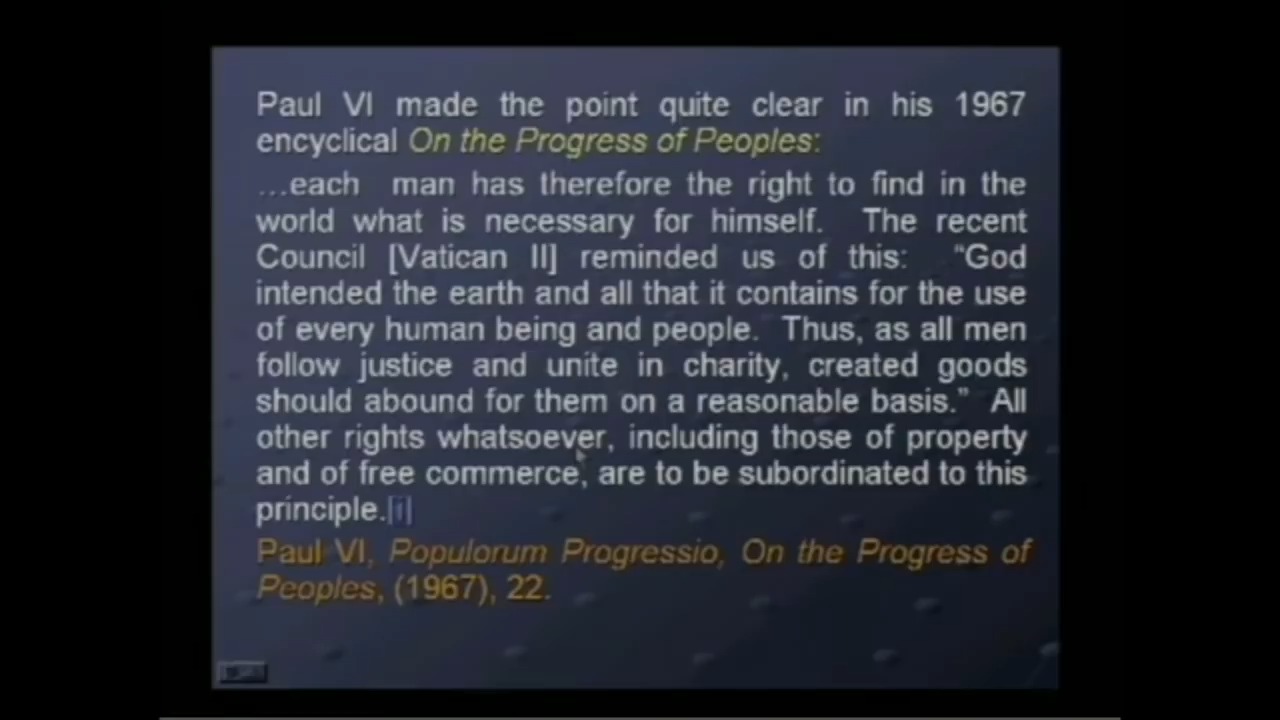 Paul VI made the point quite clear in his 1967
encyclical On the Progress of Peoples:
…each man has therefore the right to find in the
world what is necessary for himself. The recent
Council [Vatican II] reminded us of this: “God
intended the earth and all that it contains for the use
of every human being and people. Thus, as all men
follow justice and unite in charity, created goods
should abound for them on a reasonable basis.” All
other rights whatsoever, including those of property
and of free commerce, are to be subordinated to this
principle.[i]
Paul VI, Populorum Progressio, On the Progress of
Peoples, (1967), 22.